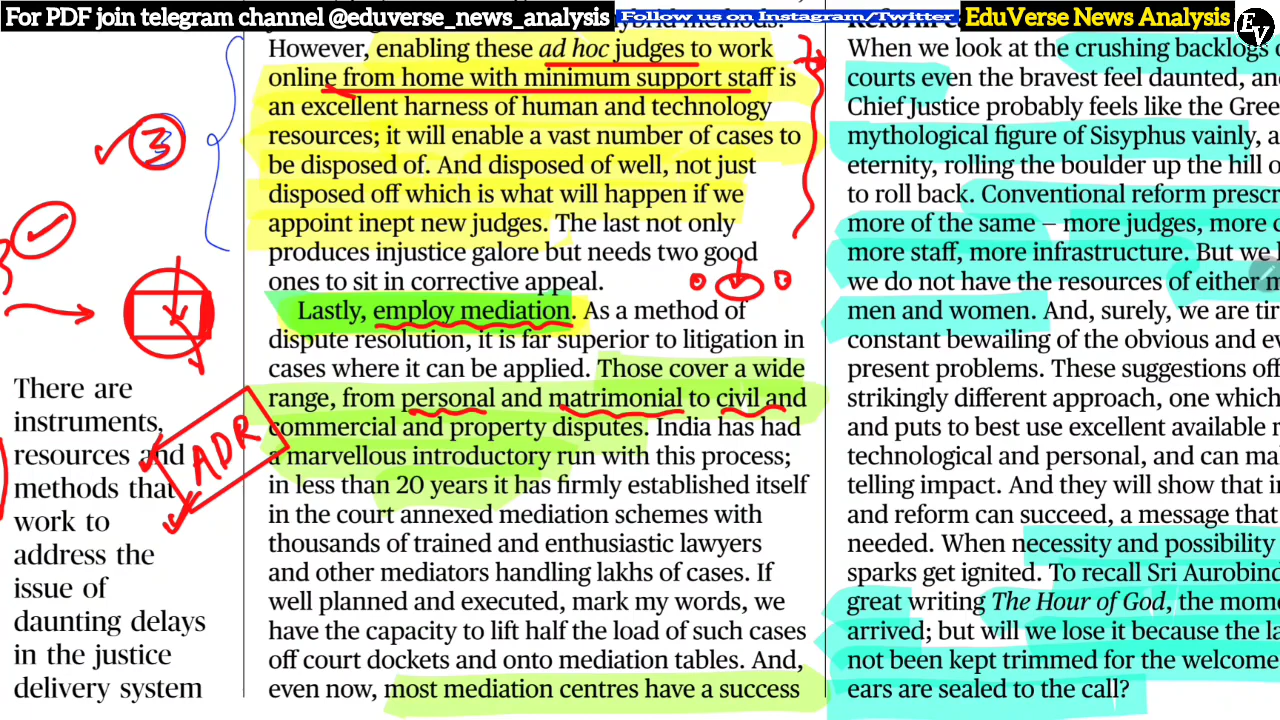 For PDF join telegram channel @eduverse_news_analysis
Follow us on Instagram/Twitter
EduVerse News Analysis
EV
3
There are
instruments,
resources and
methods that
work to
address the
issue of
daunting delays
in the justice
delivery system
ADR
hybrid methods.
However, enabling these ad hoc judges to work
online from home with minimum support staff is
an excellent harness of human and technology
resources; it will enable a vast number of cases to
be disposed of. And disposed of well, not just
disposed off which is what will happen if we
appoint inept new judges. The last not only
produces injustice galore but needs two good
ones to sit in corrective appeal.
Lastly, employ mediation. As a method of
dispute resolution, it is far superior to litigation in
cases where it can be applied. Those cover a wide
range, from personal and matrimonial to civil and
commercial and property disputes. India has had
a marvellous introductory run with this process;
in less than 20 years it has firmly established itself
in the court annexed mediation schemes with
thousands of trained and enthusiastic lawyers
and other mediators handling lakhs of cases. If
well planned and executed, mark my words, we
have the capacity to lift half the load of such cases
off court dockets and onto mediation tables. And,
even now, most mediation centres have a success
When we look at the crushing backlogs
courts even the bravest feel daunted, an
Chief Justice probably feels like the Gre
mythological figure of Sisyphus vainly, a
eternity, rolling the boulder up the hill o
to roll back. Conventional reform prescr
more of the same – more judges, more
more staff, more infrastructure. But we
we do not have the resources of either
men and women. And, surely, we are tir
constant bewailing of the obvious and ev
present problems. These suggestions off
strikingly different approach, one which
and puts to best use excellent available
technological and personal, and can ma
telling impact. And they will show that i
and reform can succeed, a message that
needed. When necessity and possibility
sparks get ignited. To recall Sri Aurobind
great writing The Hour of God, the mom
arrived; but will we lose it because the la
not been kept trimmed for the welcome
ears are sealed to the call?